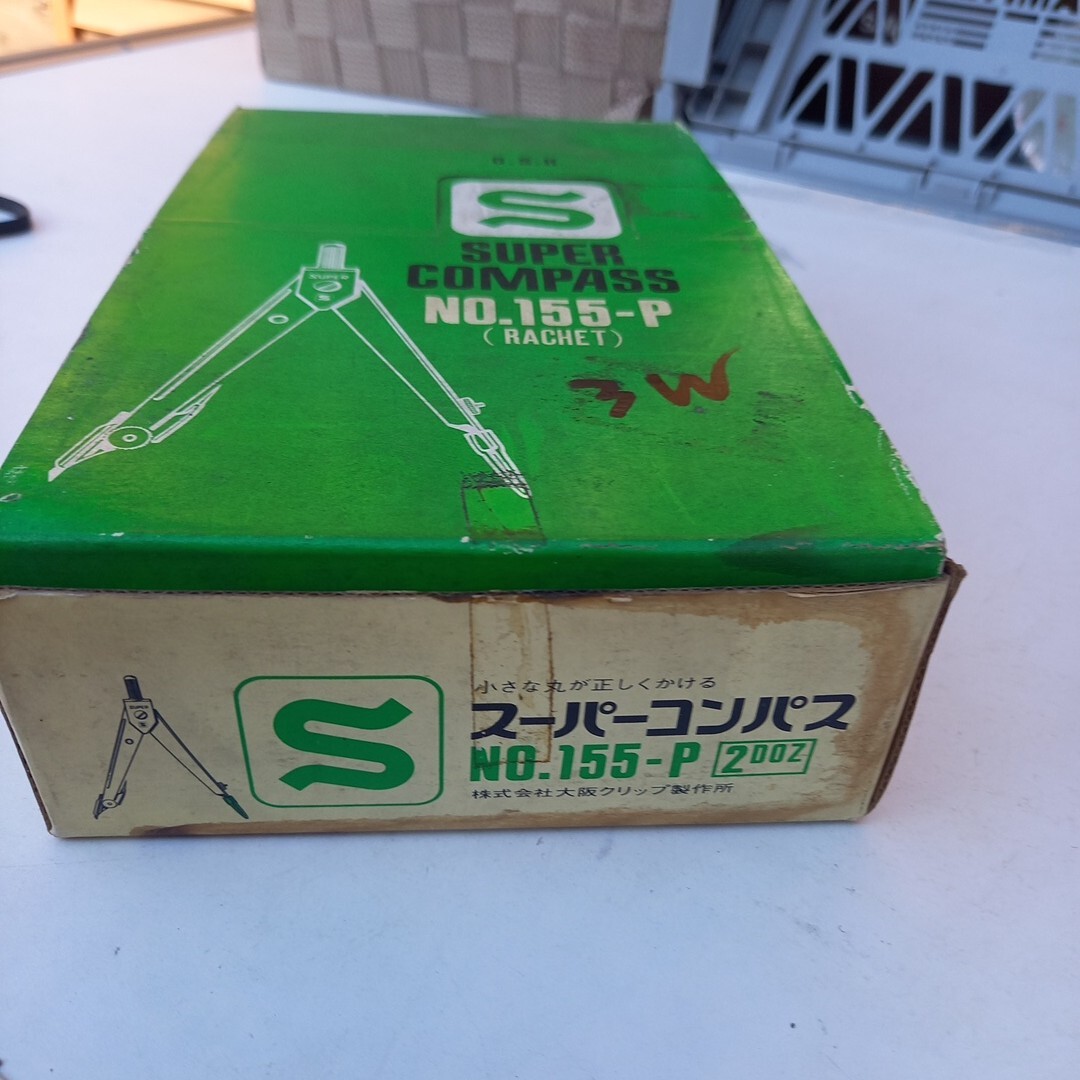 S
SUPER
COMPASS
NO.155-P
(RACHET)
SUPER
3W
小さな丸が正しくかける
スーパーコンパス
NO.155-P 2DOZ
株式会社大阪クリップ製作所
S
SUPER